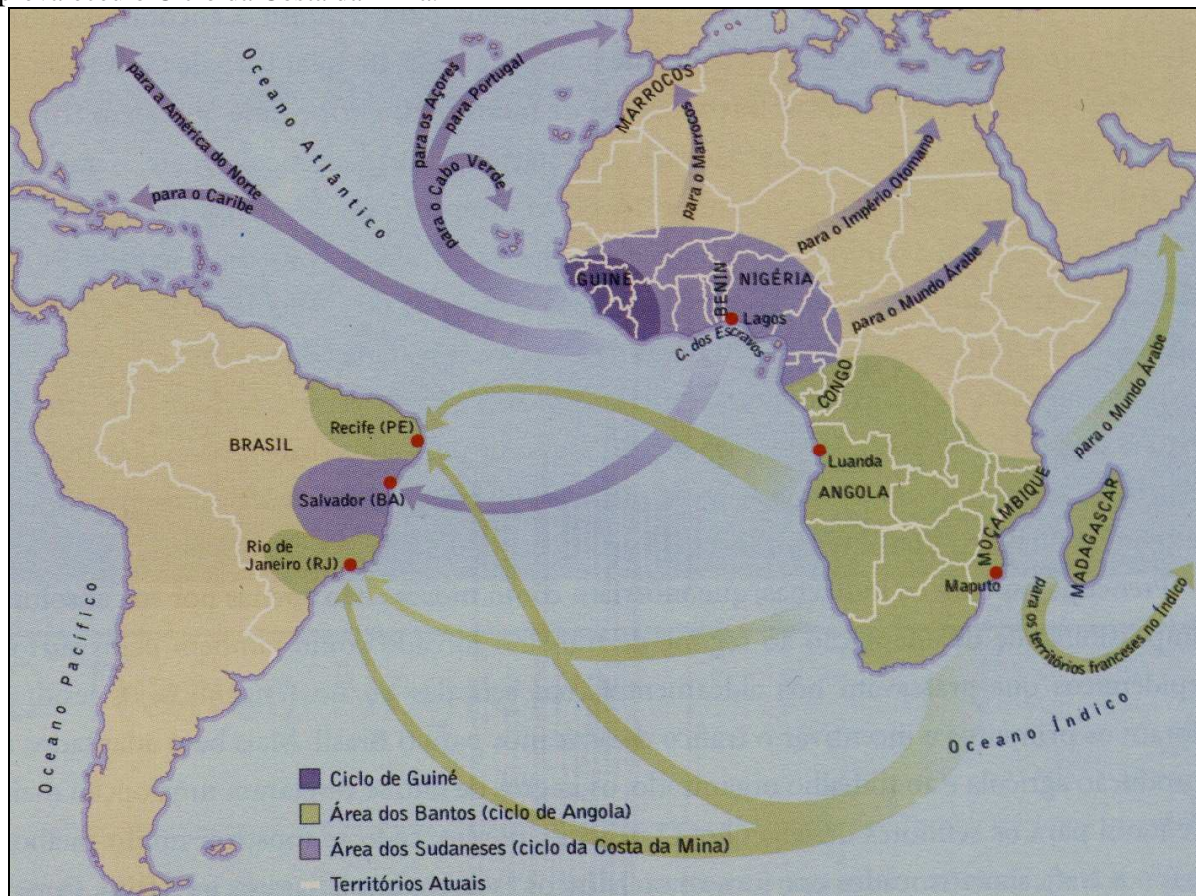 Oceano Atlântico
para a América do Norte
para o Caribe
para os Açores
para Portugal
para o Cabo Verde
MARROCOS
para o Marrocos
para o Império Otomano
para o Mundo Árabe
GUINÉ
BENIN
NIGÉRIA
Lagos
C. dos Escravos
CONGO
para o Mundo Árabe
BRASIL
Recife (PE)
Salvador (BA)
Rio de
Janeiro (RJ)
Luanda
ANGOLA
MOÇAMBIQUE
MADAGASCAR
Maputo
para os territórios franceses no Índico
Oceano Pacífico
Oceano Índico
Ciclo de Guiné
Área dos Bantos (ciclo de Angola)
Área dos Sudaneses (ciclo da Costa da Mina)
Territórios Atuais